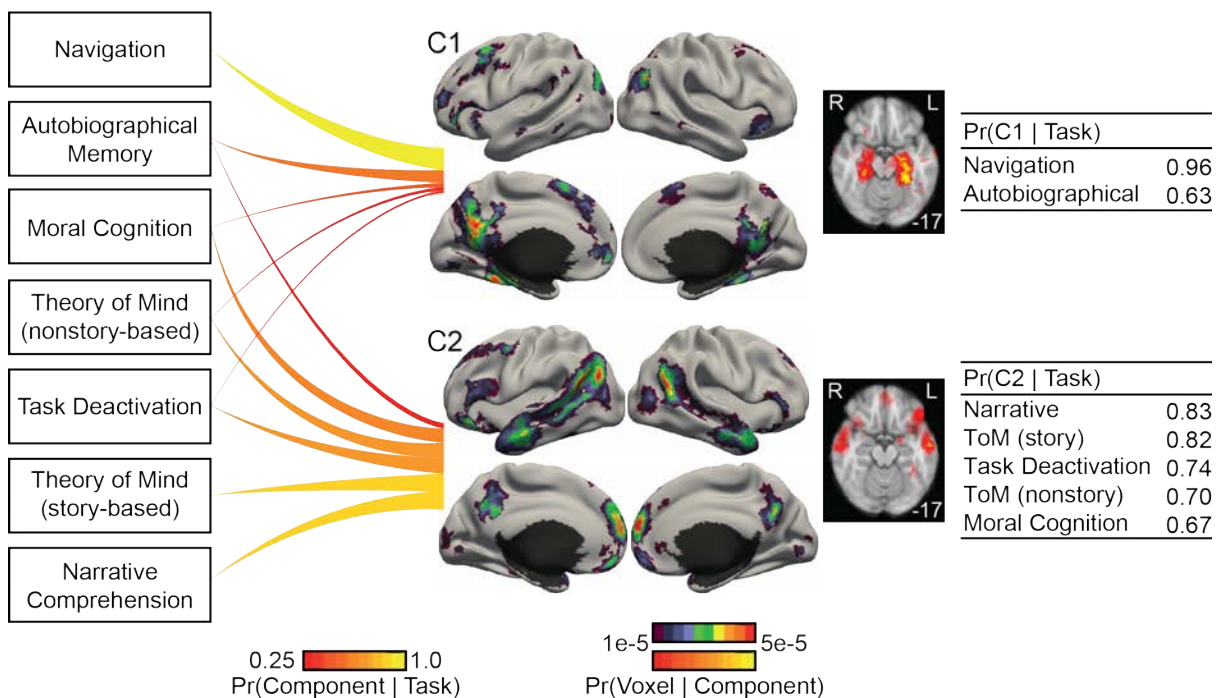 Navigation
Autobiographical
Memory
Moral Cognition
Theory of Mind
(nonstory-based)
Task Deactivation
Theory of Mind
(story-based)
Narrative
Comprehension
0.25
1.0
Pr(Component | Task)
C1
C2
1e-5
5e-5
Pr(Voxel | Component)
R
L
-17
Pr(C1 | Task)
Navigation 0.96
Autobiographical 0.63
R
L
-17
Pr(C2 | Task)
Narrative 0.83
ToM (story) 0.82
Task Deactivation 0.74
ToM (nonstory) 0.70
Moral Cognition 0.67